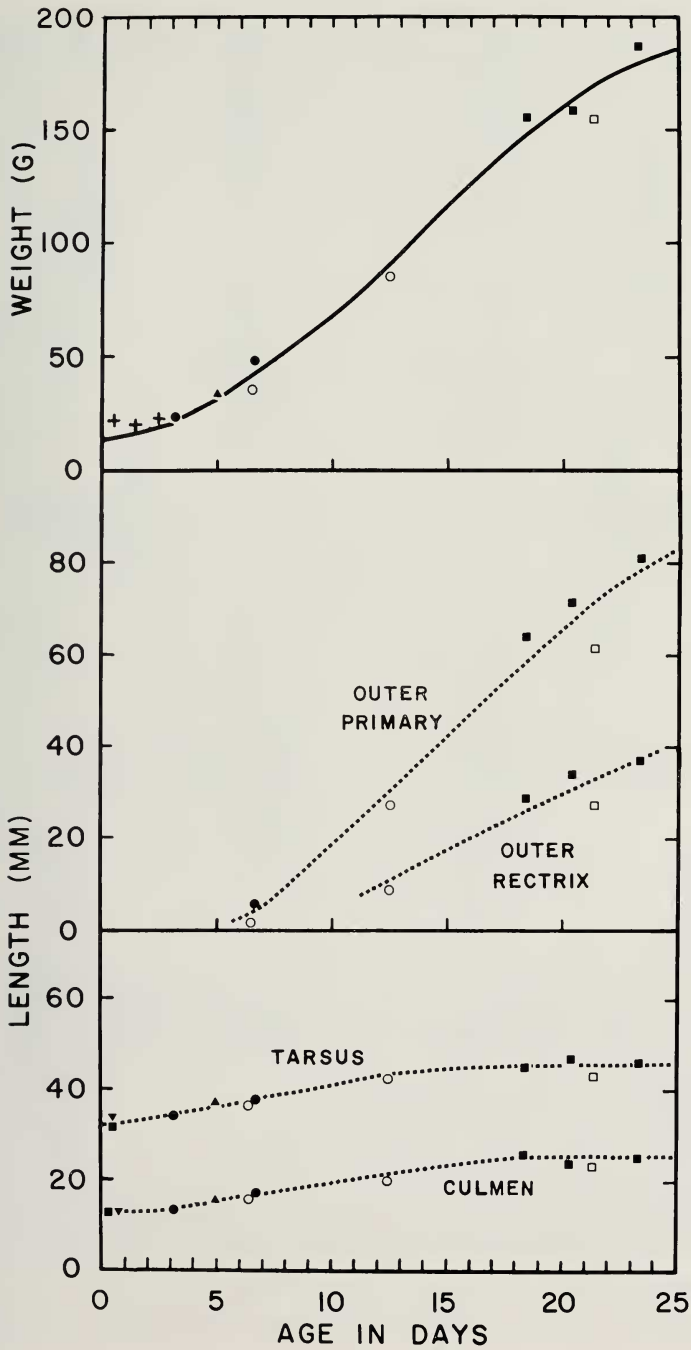 200
150
100
50
0
WEIGHT (G)
80
60
40
20
0
OUTER
PRIMARY
OUTER
RECTRIX
LENGTH (MM)
60
40
20
0
TARSUS
CULMEN
0 5 10 15 20 25
AGE IN DAYS